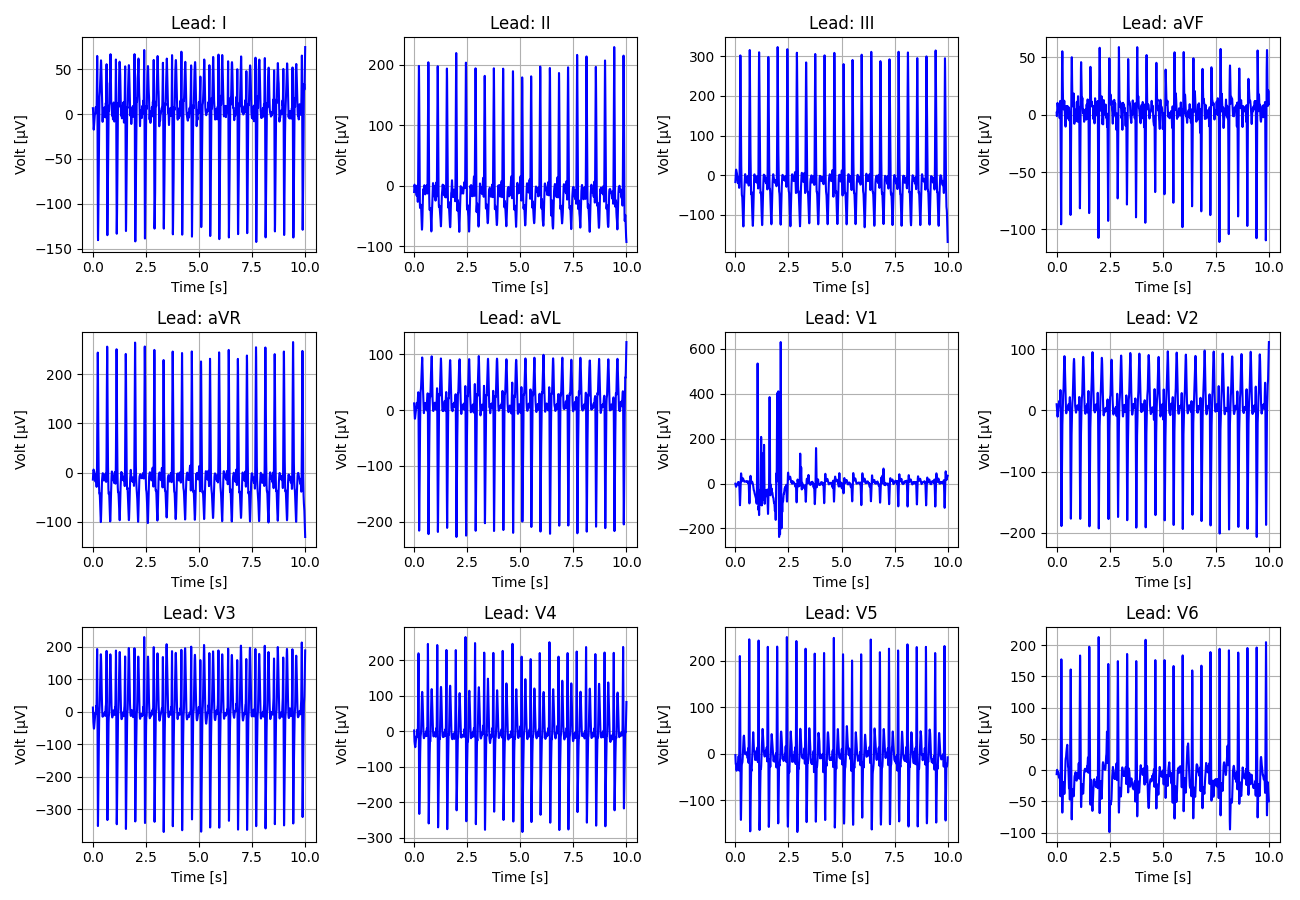 Lead: I
Lead: II
Lead: III
Lead: aVF
Volt [µV]
50
0
−50
−100
−150
0.0 2.5 5.0 7.5 10.0
Time [s]
Volt [µV]
200
100
0
−100
0.0 2.5 5.0 7.5 10.0
Time [s]
Volt [µV]
300
200
100
0
−100
0.0 2.5 5.0 7.5 10.0
Time [s]
Volt [µV]
50
0
−50
−100
0.0 2.5 5.0 7.5 10.0
Time [s]
Lead: aVR
Lead: aVL
Lead: V1
Lead: V2
Volt [µV]
200
100
0
−100
0.0 2.5 5.0 7.5 10.0
Time [s]
Volt [µV]
100
0
−100
−200
0.0 2.5 5.0 7.5 10.0
Time [s]
Volt [µV]
600
400
200
0
−200
0.0 2.5 5.0 7.5 10.0
Time [s]
Volt [µV]
100
0
−100
−200
0.0 2.5 5.0 7.5 10.0
Time [s]
Lead: V3
Lead: V4
Lead: V5
Lead: V6
Volt [µV]
200
100
0
−100
−200
−300
0.0 2.5 5.0 7.5 10.0
Time [s]
Volt [µV]
200
100
0
−100
−200
−300
0.0 2.5 5.0 7.5 10.0
Time [s]
Volt [µV]
200
100
0
−100
0.0 2.5 5.0 7.5 10.0
Time [s]
Volt [µV]
200
150
100
50
0
−50
−100
0.0 2.5 5.0 7.5 10.0
Time [s]